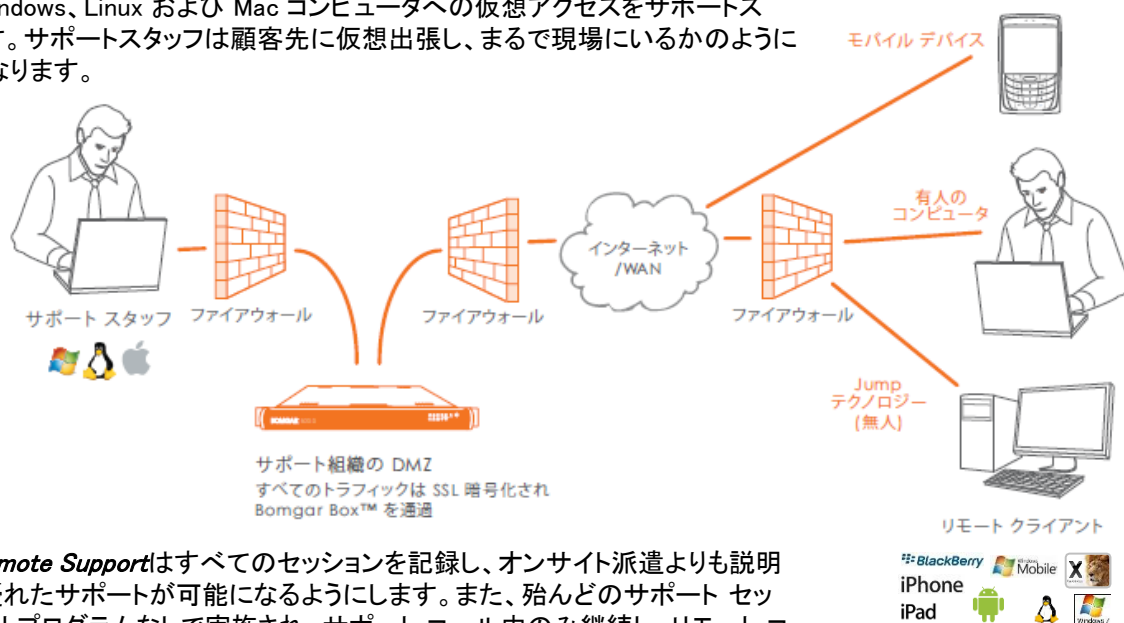 ndows、Linux および Mac コンピュータへの仮想アクセスをサポートス
す。サポートスタッフは顧客先に仮想出張し、まるで現場にいるかのように
なります。
モバイル デバイス
有人の
コンピュータ
インターネット
/WAN
サポート スタッフ
ファイアウォール
ファイアウォール
ファイアウォール
Jump
テクノロジー
(無人)
BOMGAR
サポート組織の DMZ
すべてのトラフィックは SSL 暗号化され
Bomgar Box™ を通過
リモート クライアント
mote Supportはすべてのセッションを記録し、オンサイト派遣よりも説明
れたサポートが可能になるようにします。また、殆んどのサポート セッ
BlackBerry
Windows Mobile
X
iPhone
iPad